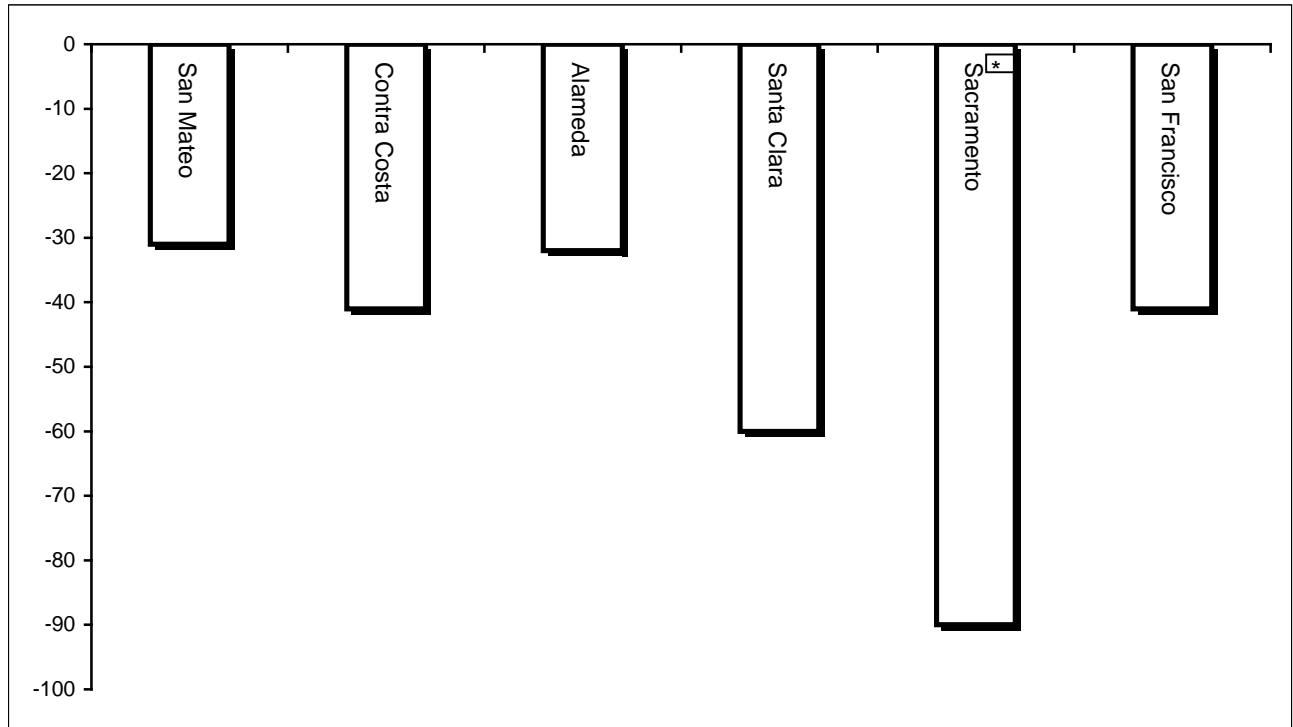 0
-10
-20
-30
-40
-50
-60
-70
-80
-90
-100
San Mateo
Contra Costa
Alameda
Santa Clara
Sacramento
*
San Francisco